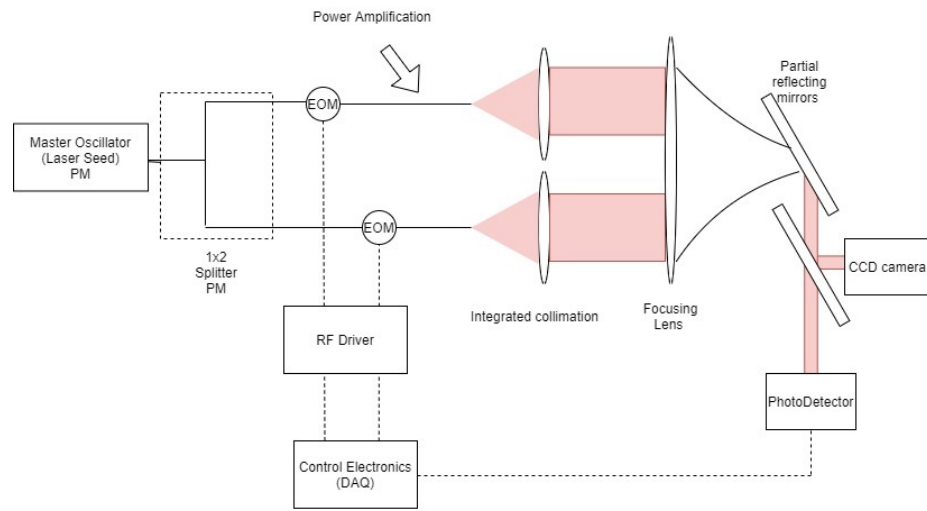 Power Amplification
Partial
reflecting
mirrors
EOM
Master Oscillator
(Laser Seed)
PM
EOM
1x2
Splitter
PM
CCD camera
Integrated collimation
Focusing
Lens
RF Driver
PhotoDetector
Control Electronics
(DAQ)